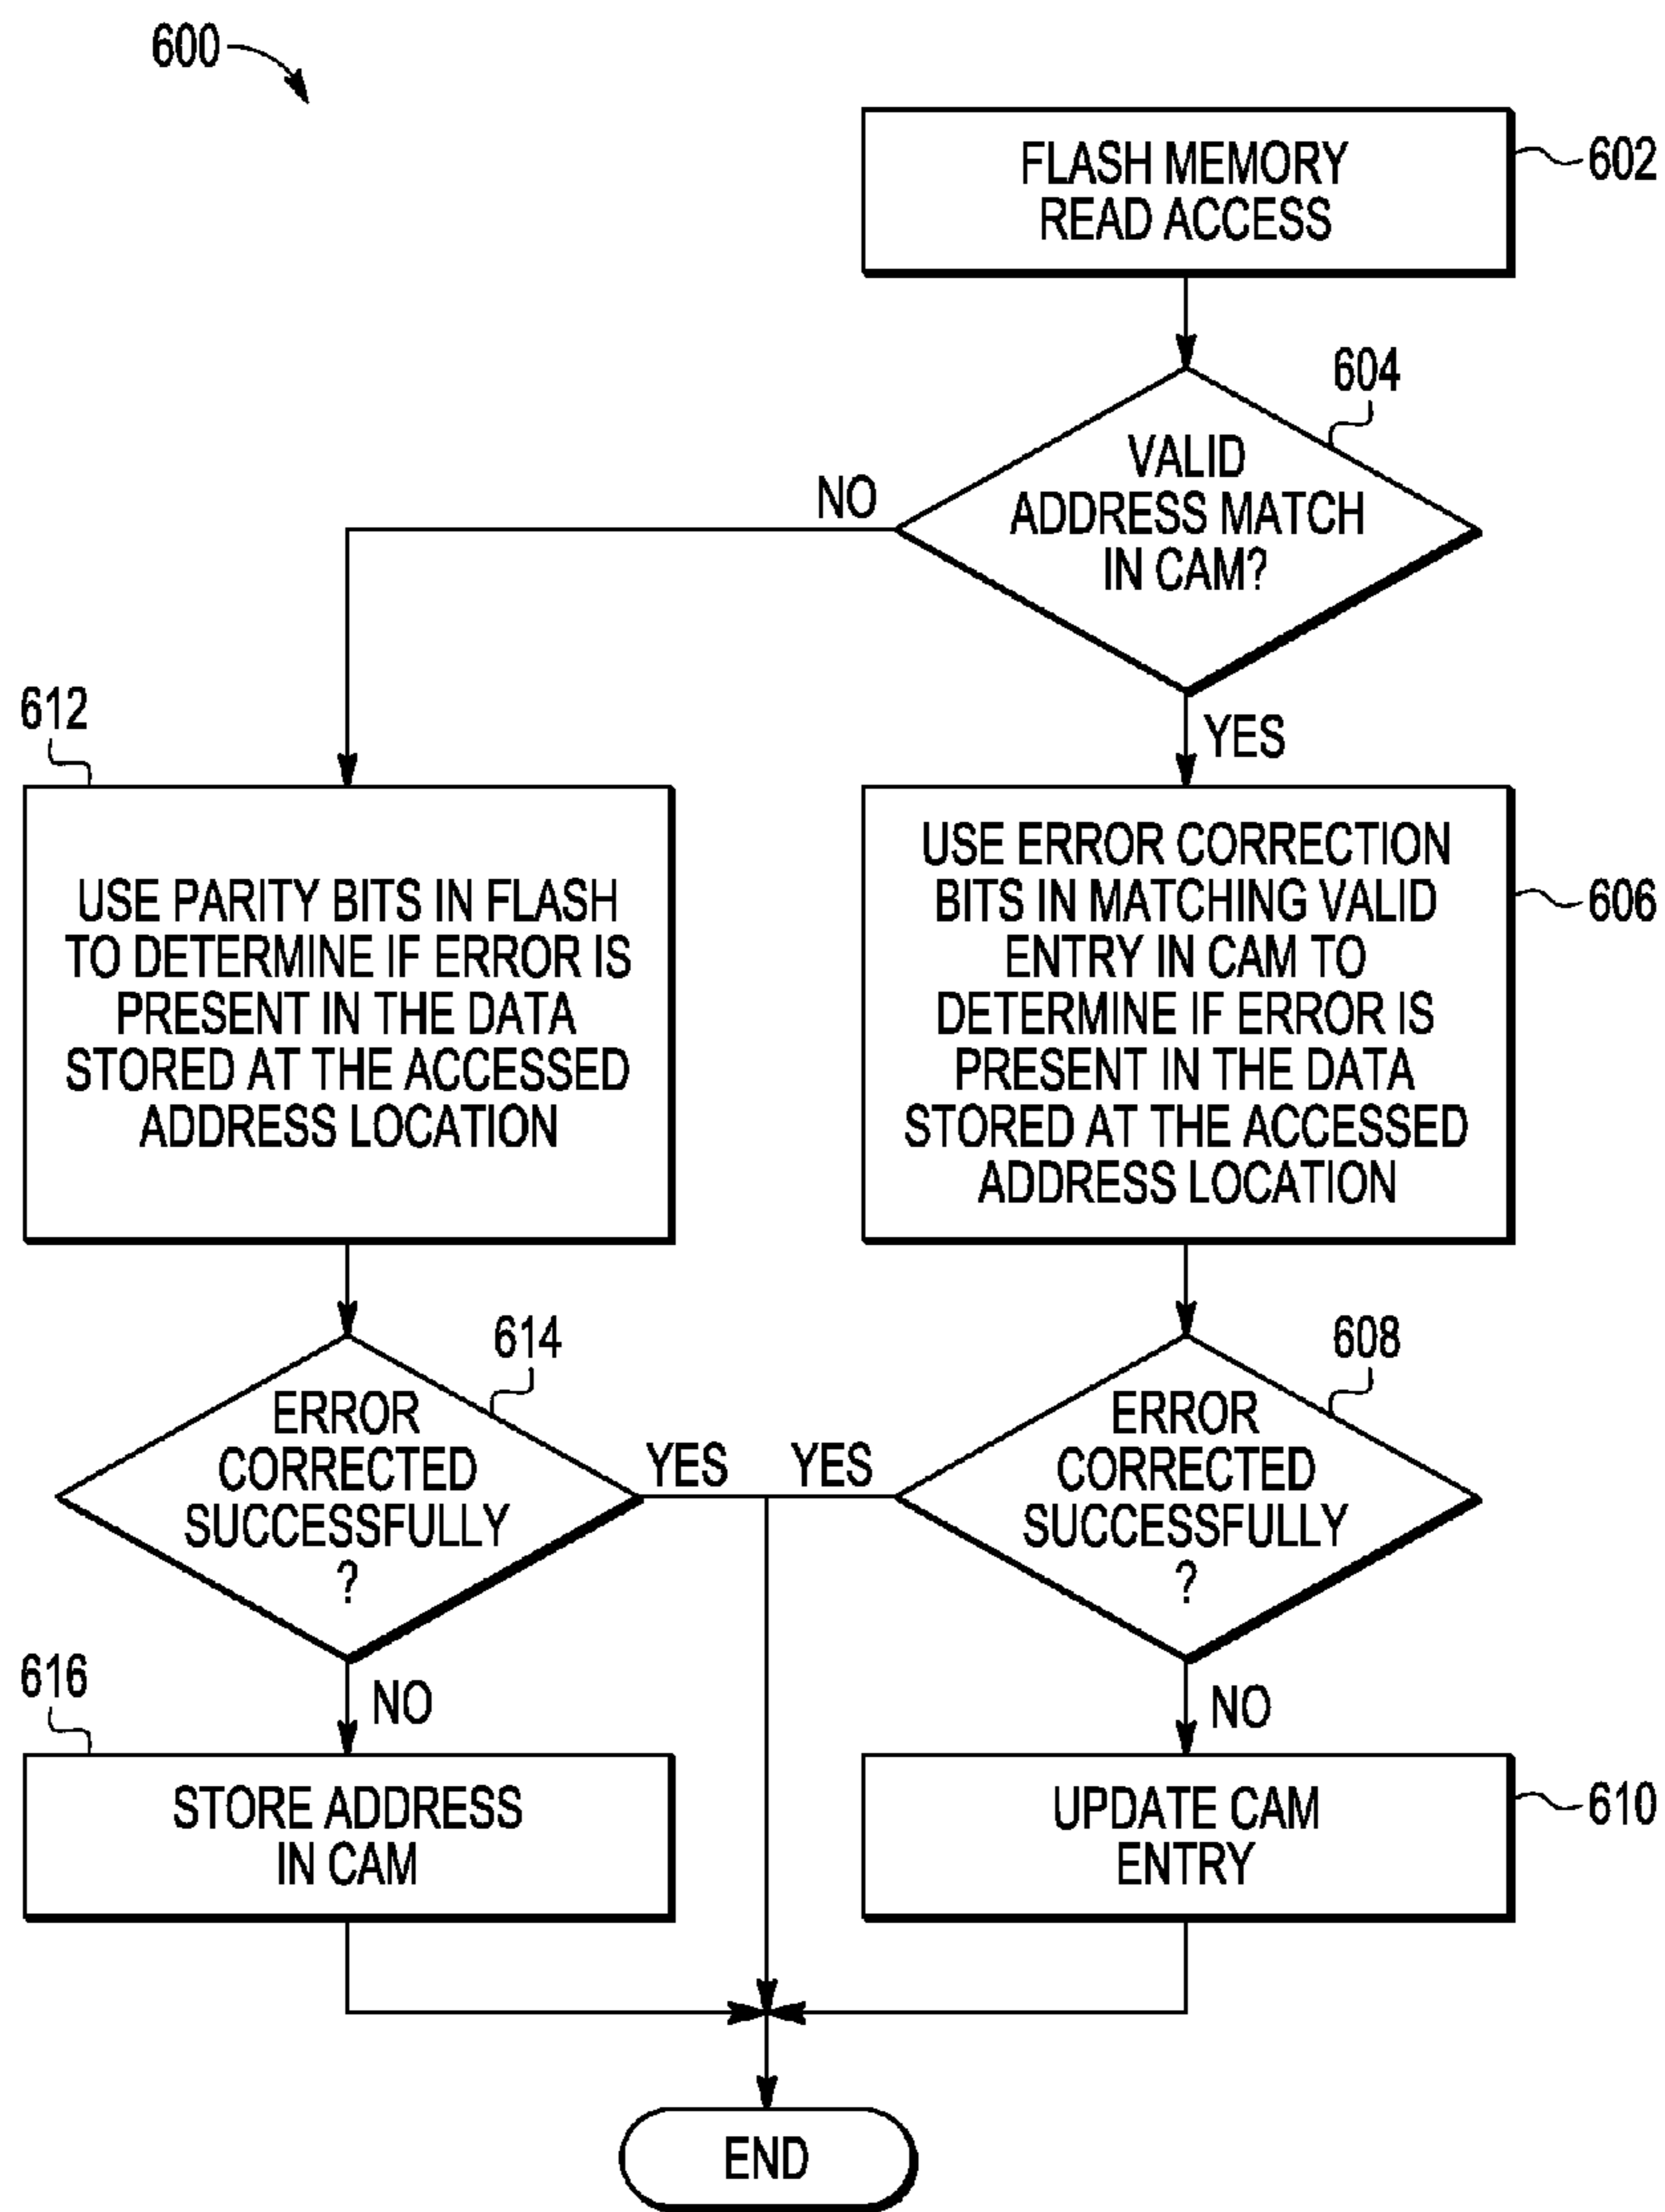 600
FLASH MEMORY
READ ACCESS
602
604
VALID
ADDRESS MATCH
IN CAM?
NO
YES
612
USE PARITY BITS IN FLASH
TO DETERMINE IF ERROR IS
PRESENT IN THE DATA
STORED AT THE ACCESSED
ADDRESS LOCATION
USE ERROR CORRECTION
BITS IN MATCHING VALID
ENTRY IN CAM TO
DETERMINE IF ERROR IS
PRESENT IN THE DATA
STORED AT THE ACCESSED
ADDRESS LOCATION
606
614
ERROR
CORRECTED
SUCCESSFULLY
?
YES
YES
608
ERROR
CORRECTED
SUCCESSFULLY
?
NO
NO
616
STORE ADDRESS
IN CAM
UPDATE CAM
ENTRY
610
END